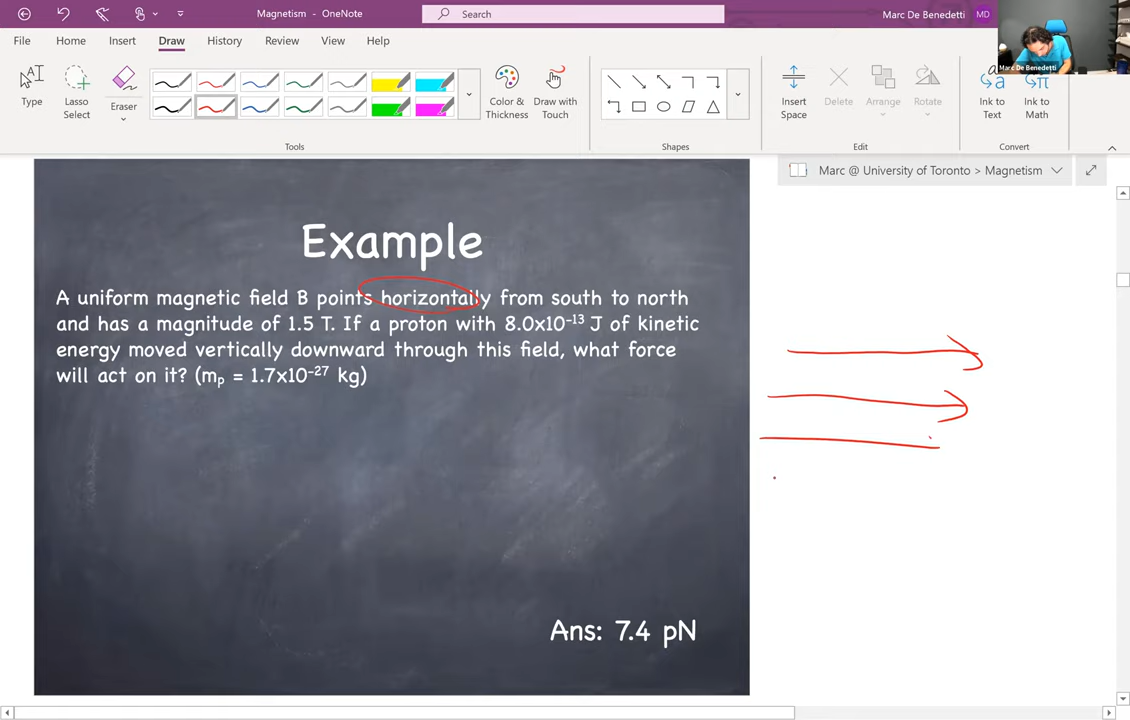 Magnetism - OneNote
Search
Marc De Benedetti
MD
File Home Insert Draw History Review View Help
Marc De Benedetti
Type
Lasso Select
Eraser
Color & Thickness
Draw with Touch
Insert Space
Delete
Arrange
Rotate
Ink to Text
Ink to Math
Tools
Shapes
Edit
Convert
Marc @ University of Toronto > Magnetism
Example
A uniform magnetic field B points horizontally from south to north
and has a magnitude of 1.5 T. If a proton with 8.0x10⁻¹³ J of kinetic
energy moved vertically downward through this field, what force
will act on it? (mₚ = 1.7x10⁻²⁷ kg)
Ans: 7.4 pN